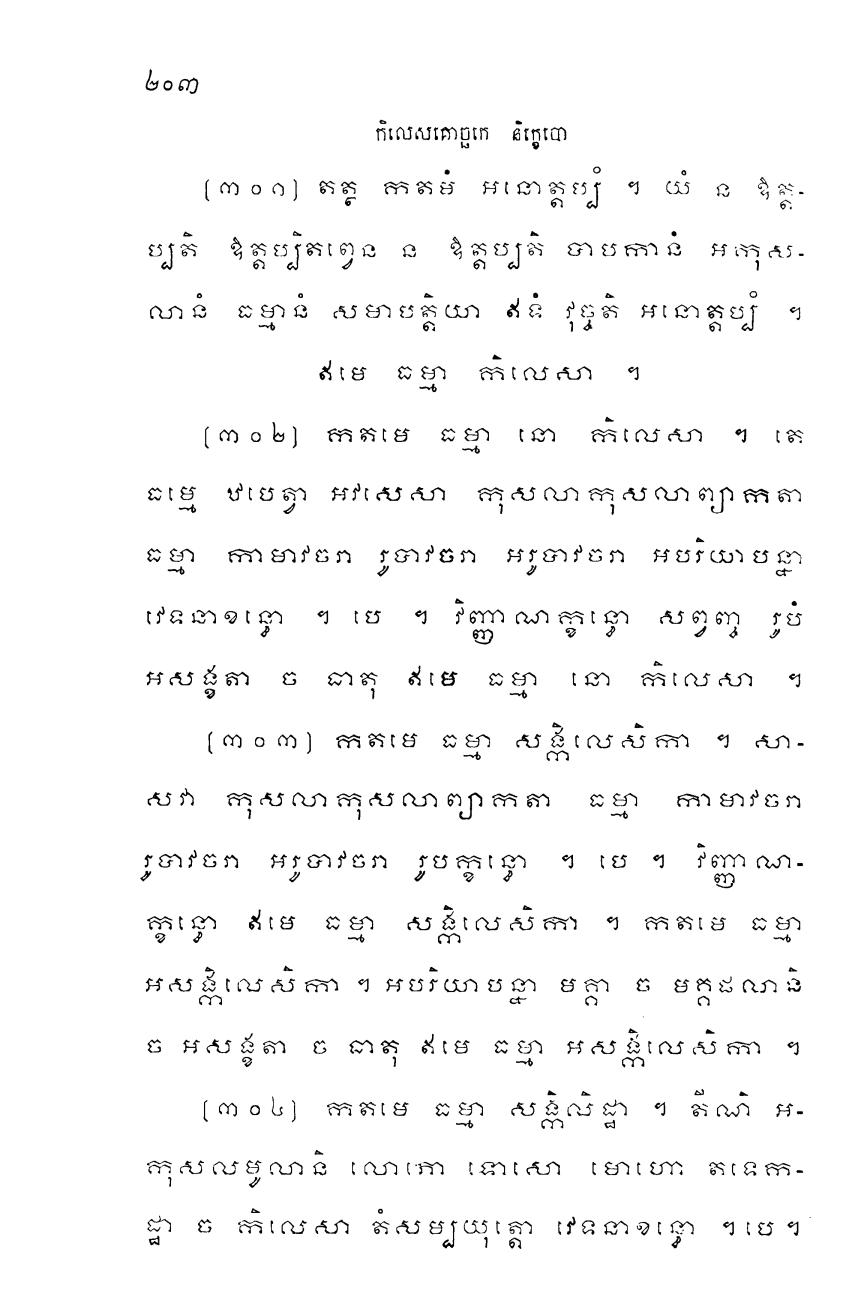 ២០៣
កិលេសគោច្ឆកេ និក្ខេបោ
[៣០១] តត្ថ កតមំ អនោត្តប្បំ ។ យំ ន ឱត្ត-
ប្បតិ ឱត្តប្បិតព្វេន ន ឱត្តប្បតិ បាបកានំ អកុស-
លានំ ធម្មានំ សមាបត្តិយា ឥទំ វុច្ចតិ អនោត្តប្បំ ។
ឥមេ ធម្មា កិលេសា ។
[៣០២] កតមេ ធម្មា នោ កិលេសា ។ តេ
ធម្មេ ឋបេត្វា អវសេសា កុសលាកុសលាព្យាកតា
ធម្មា កាមាវចរា រូបាវចរា អរូបាវចរា អបរិយាបន្នា
វេទនាខន្ធោ ។ បេ ។ វិញ្ញាណក្ខន្ធោ សព្វញ្ច រូបំ
អសង្ខតា ច ធាតុ ឥមេ ធម្មា នោ កិលេសា ។
[៣០៣] កតមេ ធម្មា សង្កិលេសិកា ។ សា-
សវា កុសលាកុសលាព្យាកតា ធម្មា កាមាវចរា
រូបាវចរា អរូបាវចរា រូបក្ខន្ធោ ។ បេ ។ វិញ្ញាណ-
ក្ខន្ធោ ឥមេ ធម្មា សង្កិលេសិកា ។ កតមេ ធម្មា
អសង្កិលេសិកា ។ អបរិយាបន្នា មគ្គា ច មគ្គផលានិ
ច អសង្ខតា ច ធាតុ ឥមេ ធម្មា អសង្កិលេសិកា ។
[៣០៤] កតមេ ធម្មា សង្កិលិដ្ឋា ។ តីណិ អ-
កុសលមូលានិ លោភោ ទោសោ មោហោ តទេក-
ដ្ឋា ច កិលេសា តំសម្បយុត្តោ វេទនាខន្ធោ ។ បេ ។